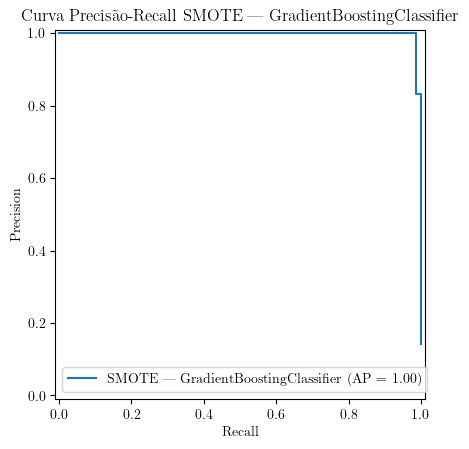 Curva Precisão-Recall SMOTE — GradientBoostingClassifier
1.0
0.8
0.6
0.4
0.2
0.0
Precision
SMOTE — GradientBoostingClassifier (AP = 1.00)
0.0 0.2 0.4 0.6 0.8 1.0
Recall